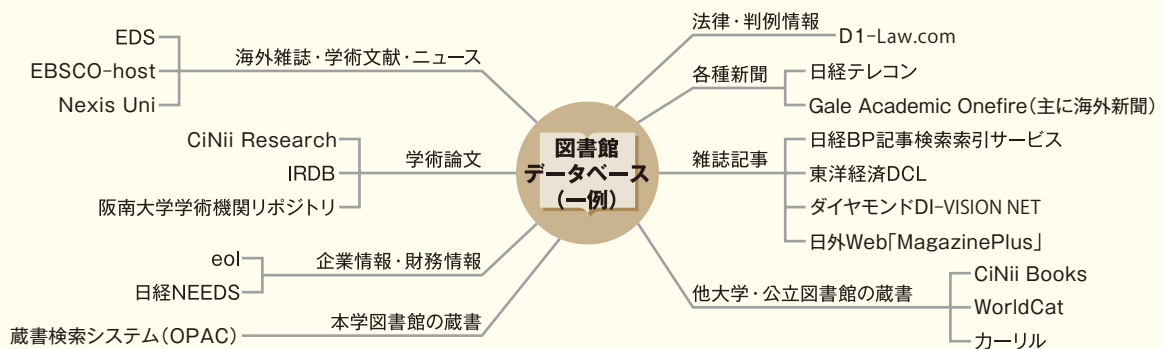 図書館
データベース
(一例)
海外雑誌・学術文献・ニュース
EDS
EBSCO-host
Nexis Uni
学術論文
CiNii Research
IRDB
阪南大学学術機関リポジトリ
企業情報・財務情報
eol
日経NEEDS
本学図書館の蔵書
蔵書検索システム(OPAC)
法律・判例情報
D1-Law.com
各種新聞
日経テレコン
Gale Academic Onefire(主に海外新聞)
雑誌記事
日経BP記事検索索引サービス
東洋経済DCL
ダイヤモンドDI-VISION NET
日外Web「MagazinePlus」
他大学・公立図書館の蔵書
CiNii Books
WorldCat
カーリル